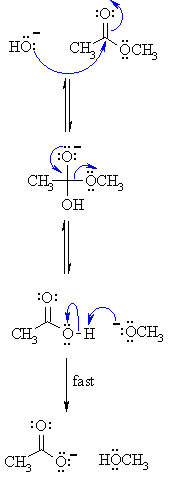 :O:
HO:− CH₃ ÖCH₃
:Ö:−
CH₃ ÖCH₃
OH
:O:
CH₃ O H −:ÖCH₃
fast
:O:
CH₃ Ö:− HÖCH₃